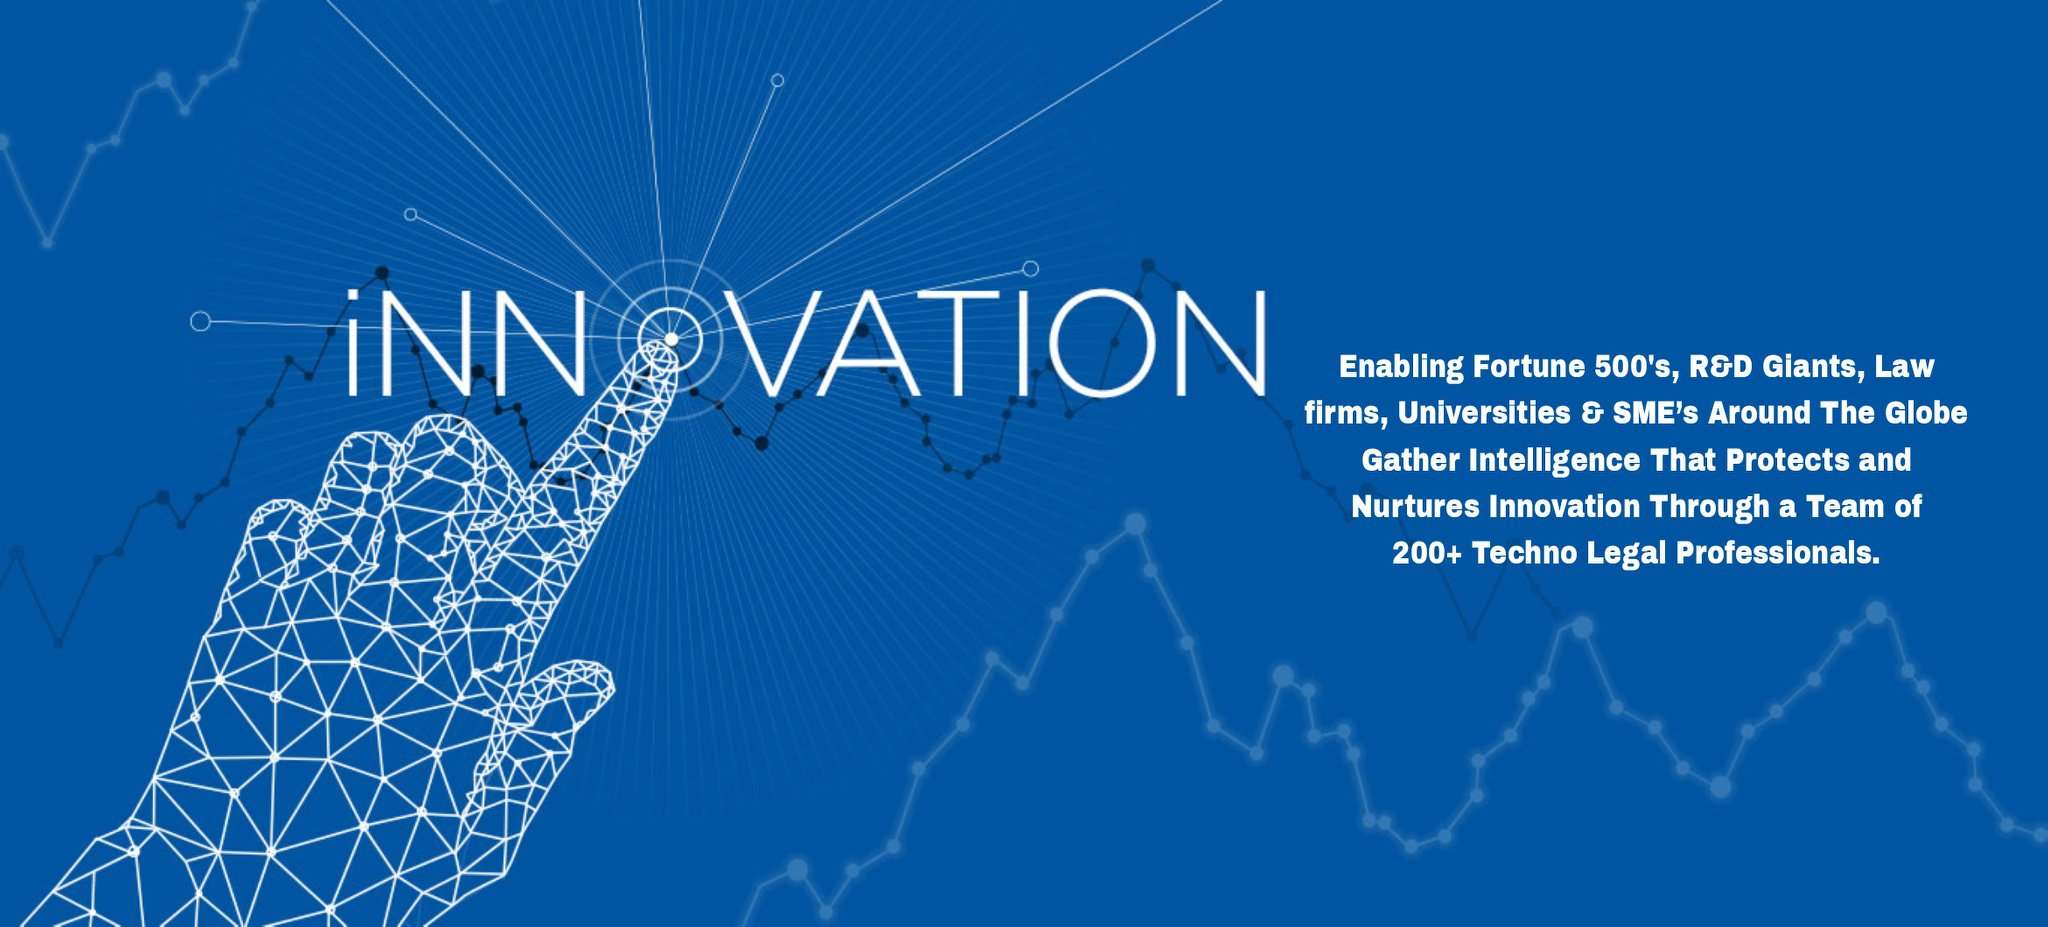 iNNOVATION
Enabling Fortune 500's, R&D Giants, Law
firms, Universities & SME’s Around The Globe
Gather Intelligence That Protects and
Nurtures Innovation Through a Team of
200+ Techno Legal Professionals.